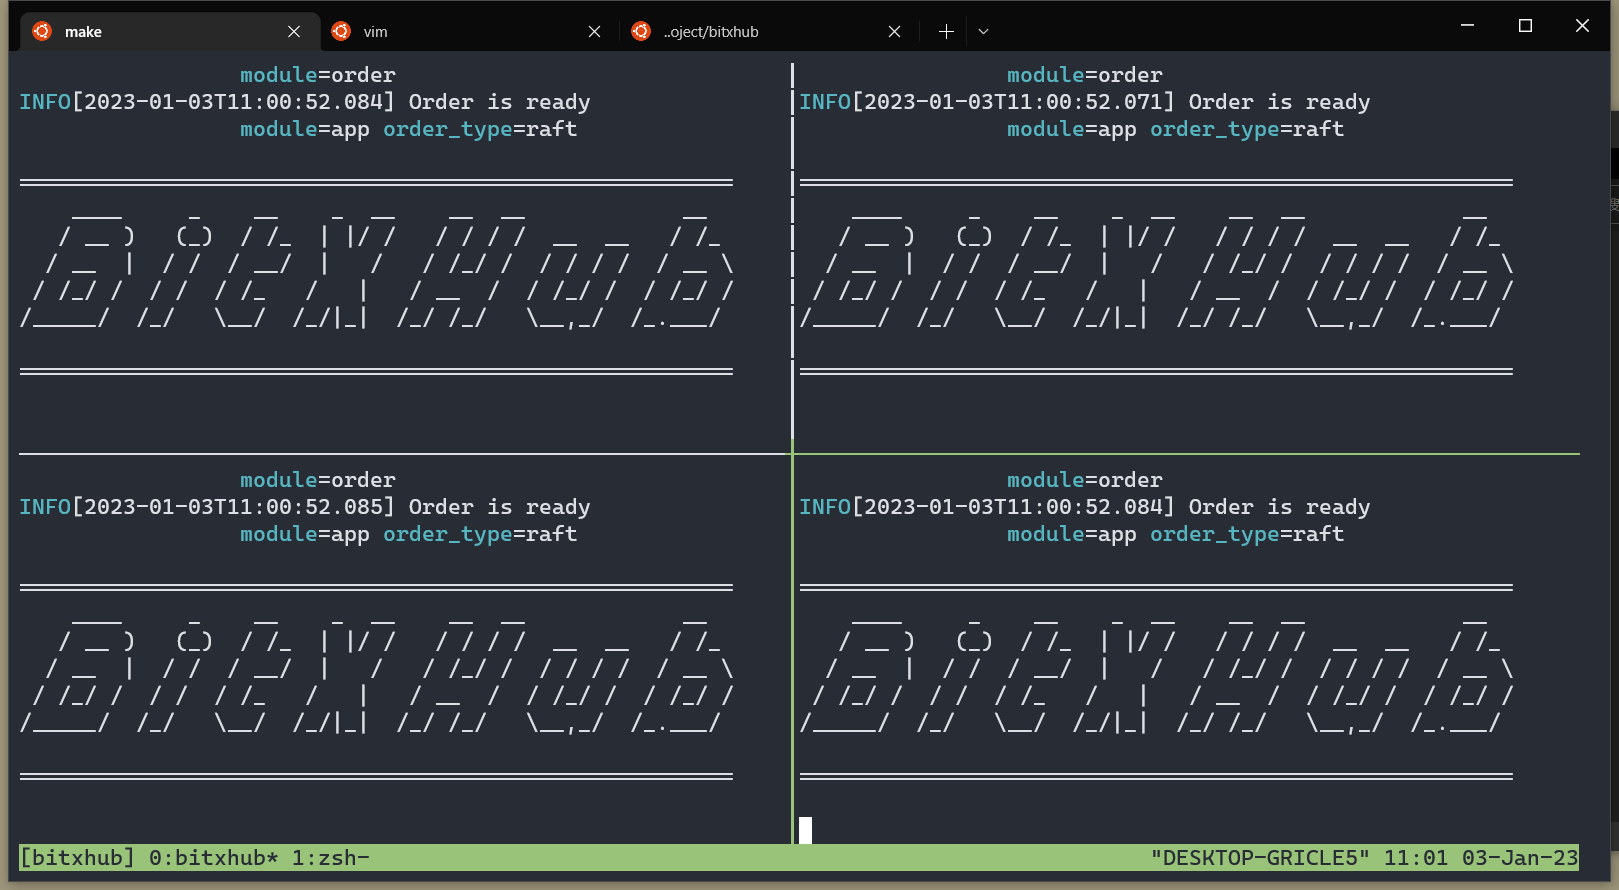 make
vim
..oject/bitxhub
module=order
INFO[2023-01-03T11:00:52.084] Order is ready
module=app order_type=raft
BitXHub
module=order
INFO[2023-01-03T11:00:52.071] Order is ready
module=app order_type=raft
BitXHub
module=order
INFO[2023-01-03T11:00:52.085] Order is ready
module=app order_type=raft
BitXHub
module=order
INFO[2023-01-03T11:00:52.084] Order is ready
module=app order_type=raft
BitXHub
[bitxhub] 0:bitxhub* 1:zsh- "DESKTOP-GRICLE5" 11:01 03-Jan-23